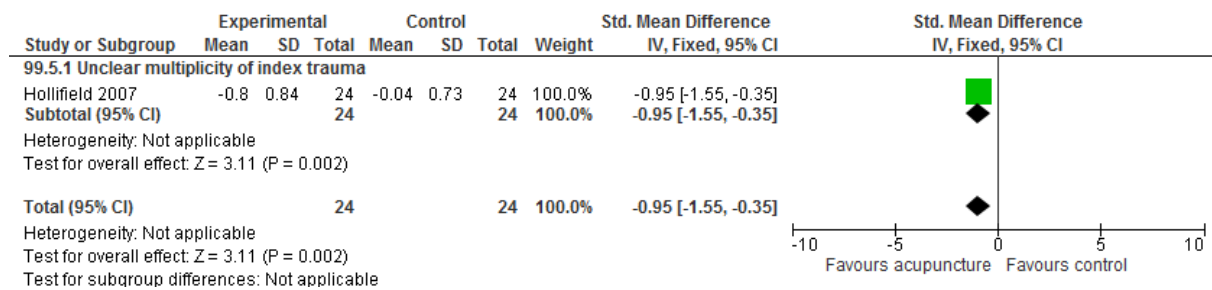 Experimental Control Std. Mean Difference Std. Mean Difference
Study or Subgroup Mean SD Total Mean SD Total Weight IV, Fixed, 95% CI IV, Fixed, 95% CI
99.5.1 Unclear multiplicity of index trauma
Hollifield 2007 -0.8 0.84 24 -0.04 0.73 24 100.0% -0.95 [-1.55, -0.35]
Subtotal (95% CI) 24 24 100.0% -0.95 [-1.55, -0.35]
Heterogeneity: Not applicable
Test for overall effect: Z = 3.11 (P = 0.002)
Total (95% CI) 24 24 100.0% -0.95 [-1.55, -0.35]
Heterogeneity: Not applicable
Test for overall effect: Z = 3.11 (P = 0.002)
Test for subgroup differences: Not applicable
-10 -5 0 5 10
Favours acupuncture Favours control